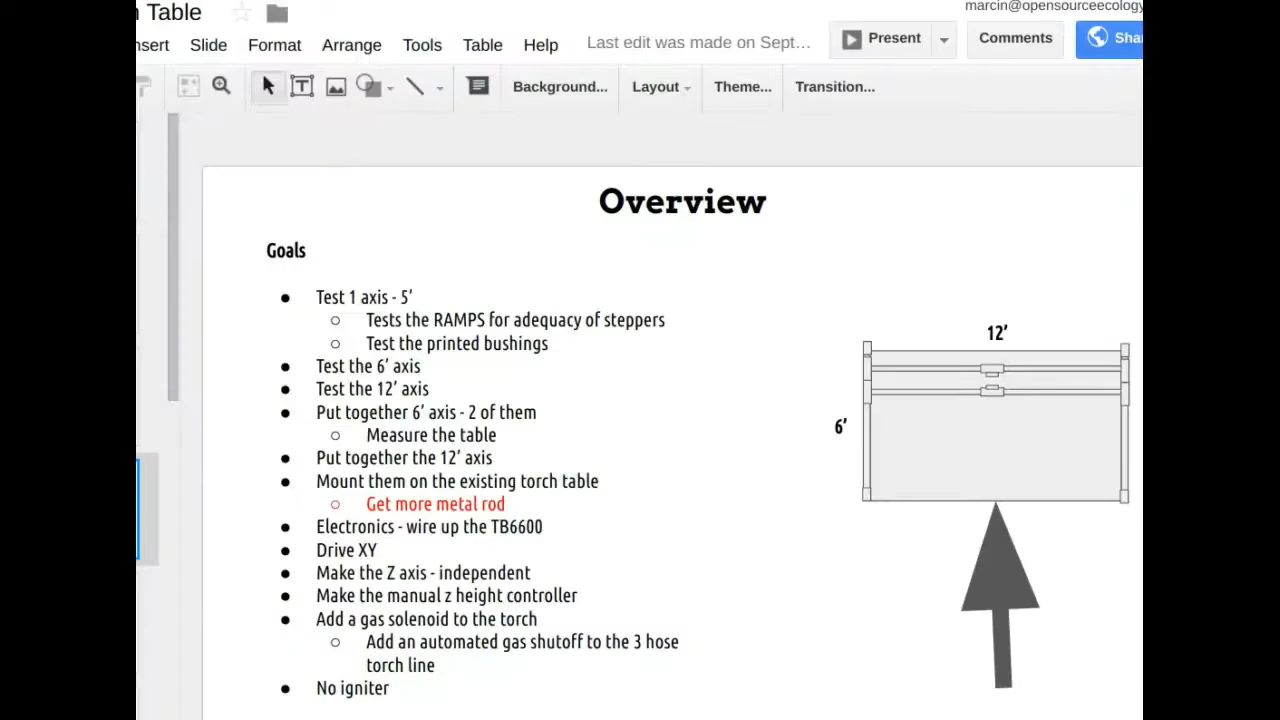 Table
marcin@opensourceecology
Slide Format Arrange Tools Table Help Last edit was made on Sept... Present Comments
Background... Layout Theme... Transition...
Overview
Goals
● Test 1 axis - 5’
○ Tests the RAMPS for adequacy of steppers
○ Test the printed bushings
● Test the 6’ axis
● Test the 12’ axis
● Put together 6’ axis - 2 of them
○ Measure the table
● Put together the 12’ axis
● Mount them on the existing torch table
○ Get more metal rod
● Electronics - wire up the TB6600
● Drive XY
● Make the Z axis - independent
● Make the manual z height controller
● Add a gas solenoid to the torch
○ Add an automated gas shutoff to the 3 hose
torch line
● No igniter
12’
6’